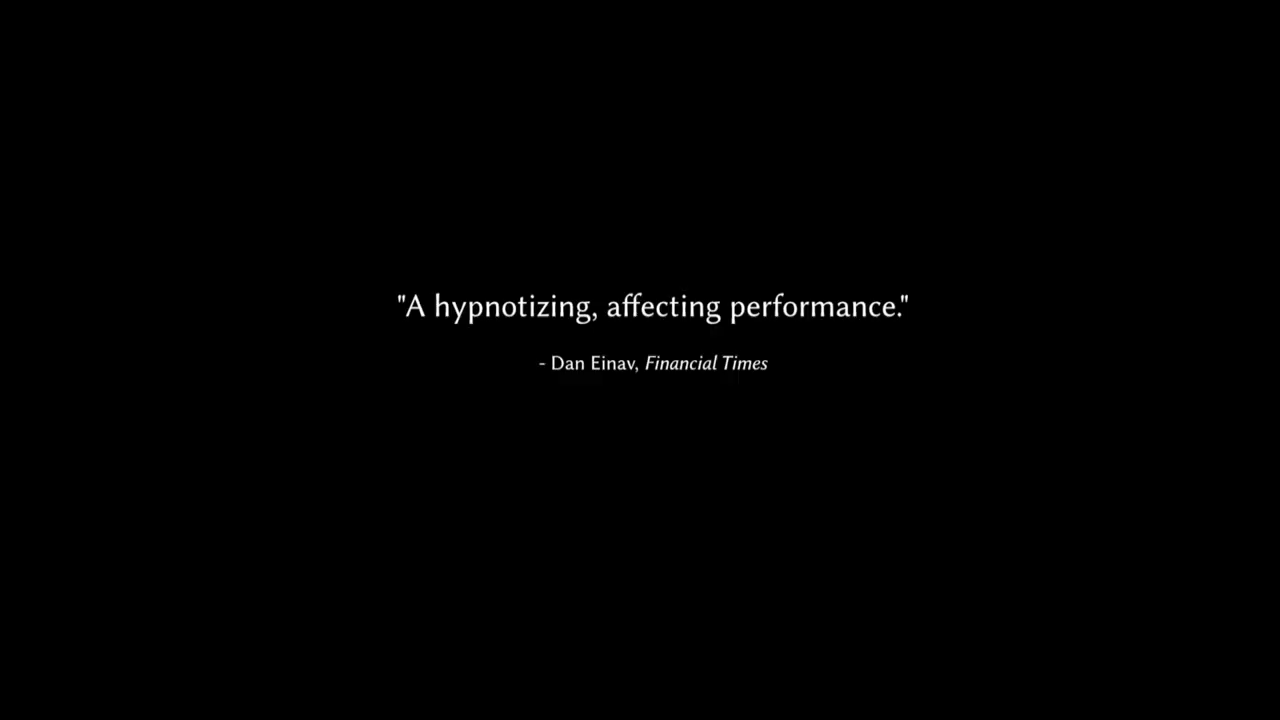 "A hypnotizing, affecting performance."
- Dan Einav, Financial Times